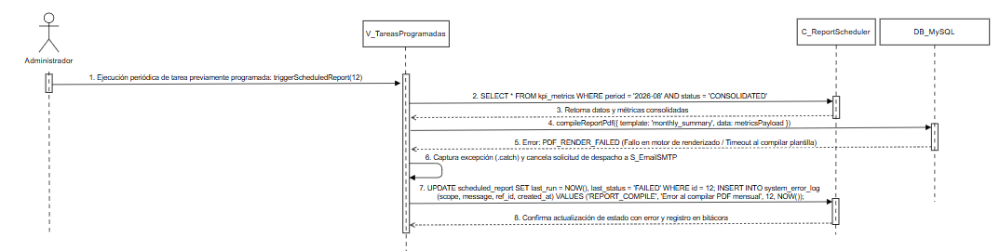 Administrador
V_TareasProgramadas
C_ReportScheduler
DB_MySQL
1. Ejecución periódica de tarea previamente programada: triggerScheduledReport(12)
2. SELECT * FROM kpi_metrics WHERE period = '2026-08' AND status = 'CONSOLIDATED'
3. Retorna datos y métricas consolidadas
4. compileReportPdf({ template: 'monthly_summary', data: metricsPayload })
5. Error: PDF_RENDER_FAILED (Fallo en motor de renderizado / Timeout al compilar plantilla)
6. Captura excepción (.catch) y cancela solicitud de despacho a S_EmailSMTP
7. UPDATE scheduled_report SET last_run = NOW(), last_status = 'FAILED' WHERE id = 12; INSERT INTO system_error_log
(scope, message, ref_id, created_at) VALUES ('REPORT_COMPILE', 'Error al compilar PDF mensual', 12, NOW());
8. Confirma actualización de estado con error y registro en bitácora